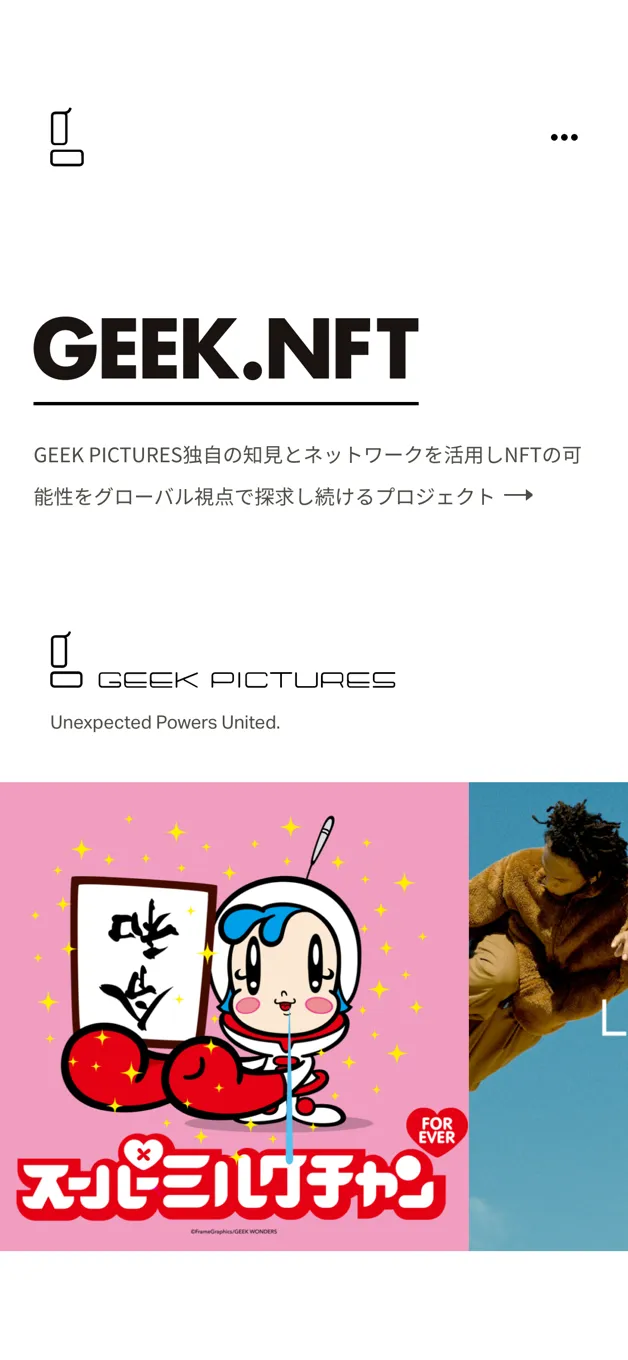 GEEK.NFT
GEEK PICTURES独自の知見とネットワークを活用しNFTの可
能性をグローバル視点で探求し続けるプロジェクト
GEEK PICTURES
Unexpected Powers United.
FOR
EVER
スーパーミルクチャン
©FrameGraphics/GEEK WONDERS
L